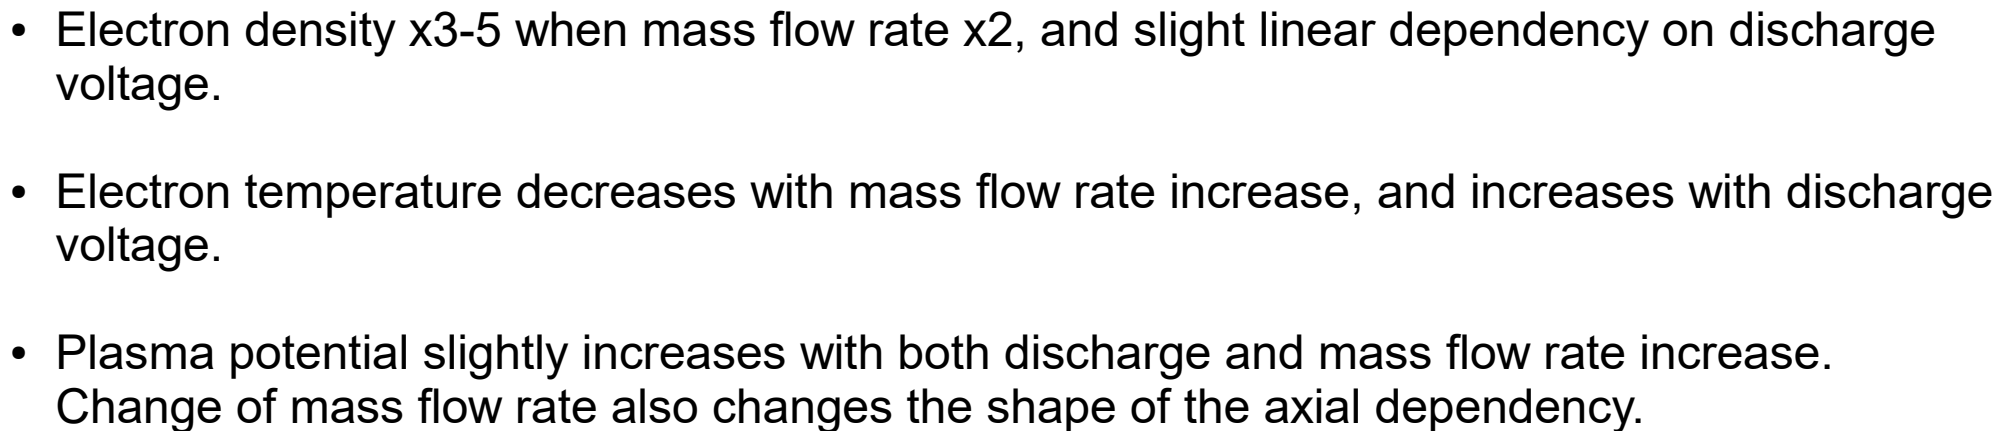 • Electron density x3-5 when mass flow rate x2, and slight linear dependency on discharge
voltage.
• Electron temperature decreases with mass flow rate increase, and increases with discharge
voltage.
• Plasma potential slightly increases with both discharge and mass flow rate increase.
Change of mass flow rate also changes the shape of the axial dependency.